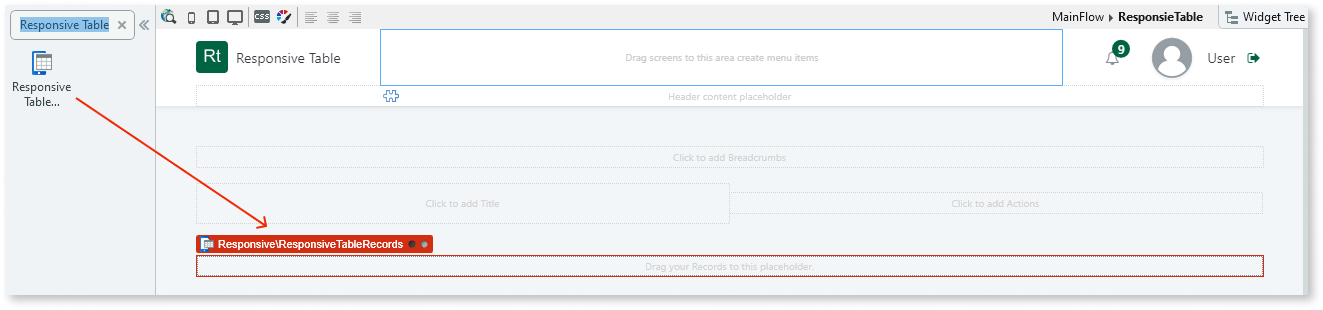 Responsive Table
Responsive
Table...
CSS
MainFlow ▸ ResponsieTable
Widget Tree
Rt
Responsive Table
Drag screens to this area create menu items
9
User
Header content placeholder
Click to add Breadcrumbs
Click to add Title
Click to add Actions
Responsive\ResponsiveTableRecords
Drag your Records to this placeholder.